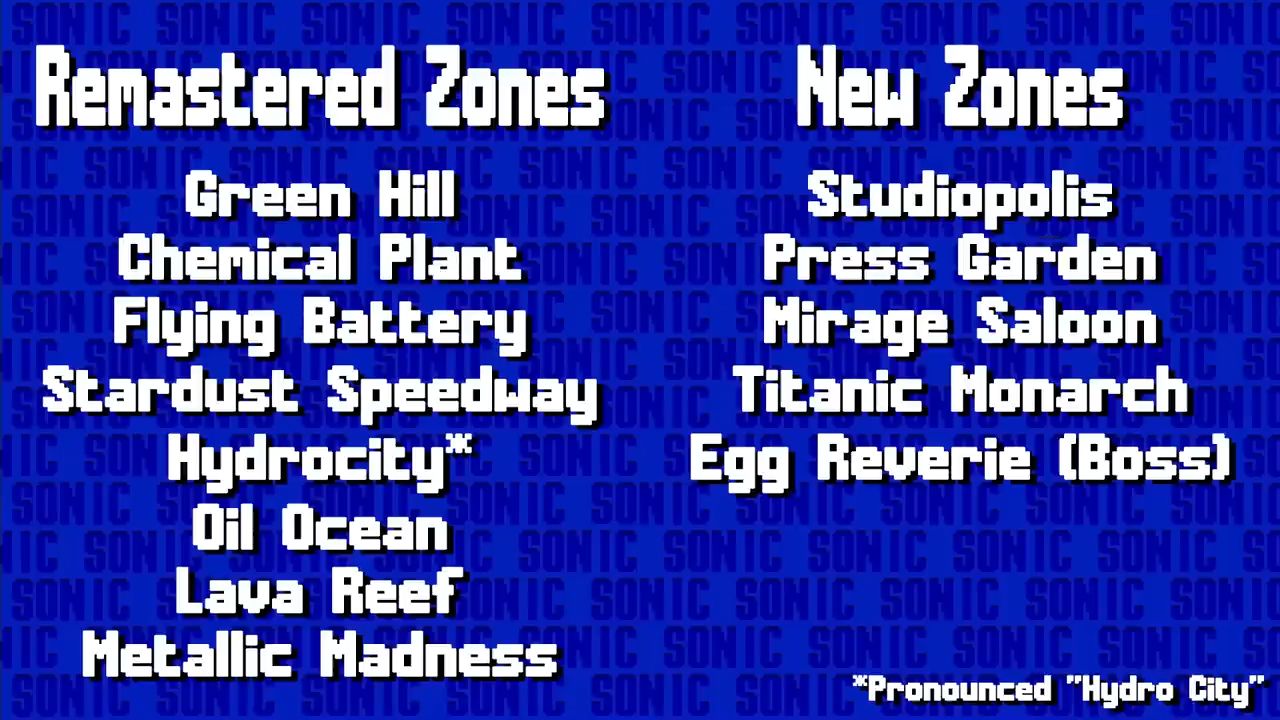 Remastered Zones
Green Hill
Chemical Plant
Flying Battery
Stardust Speedway
Hydrocity*
Oil Ocean
Lava Reef
Metallic Madness
New Zones
Studiopolis
Press Garden
Mirage Saloon
Titanic Monarch
Egg Reverie (Boss)
*Pronounced "Hydro City"